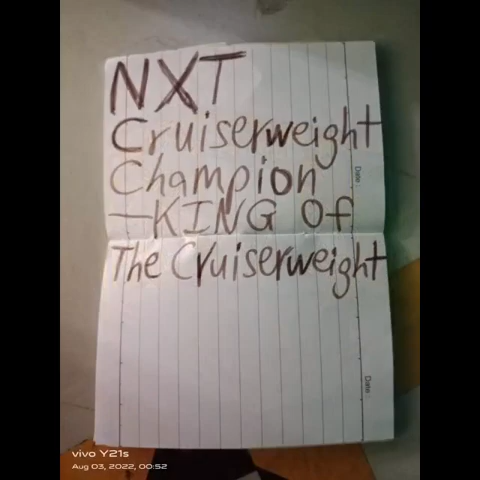 NXT
Cruiserweight
Champion
—KING Of
The Cruiserweight
Date :
Date :
vivo Y21s
Aug 03, 2022, 00:52